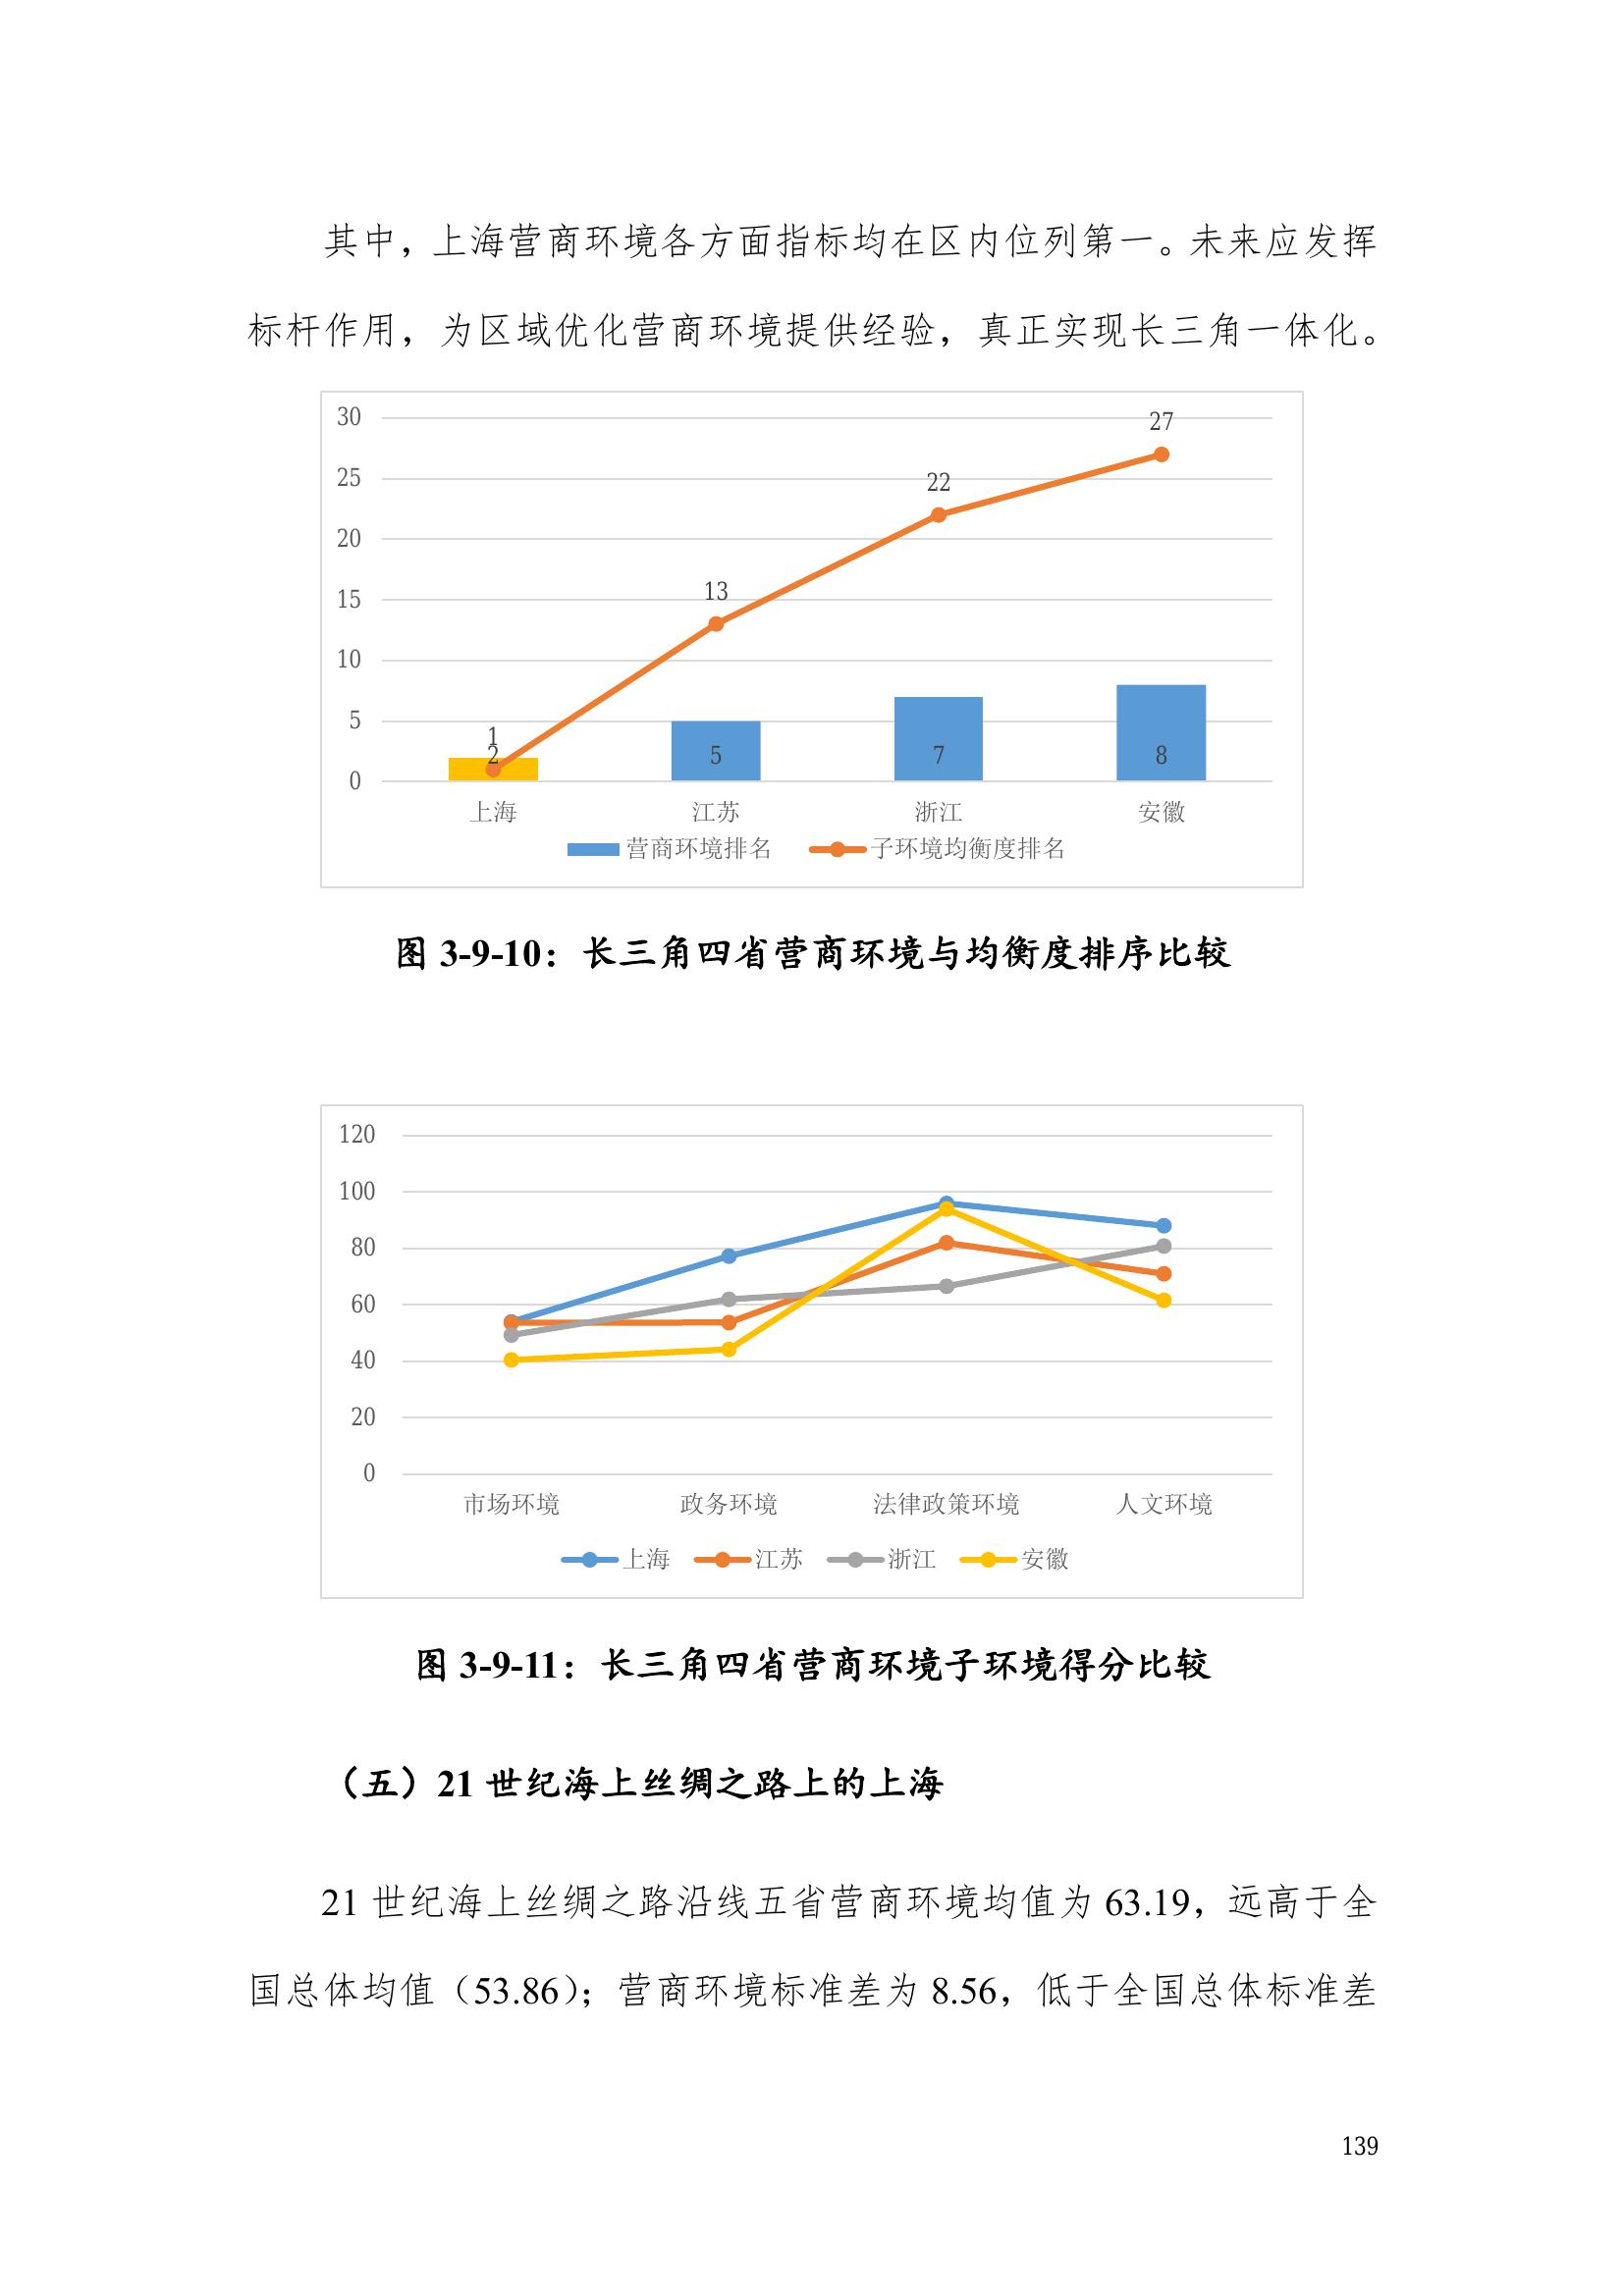 其中，上海营商环境各方面指标均在区内位列第一。未来应发挥
标杆作用，为区域优化营商环境提供经验，真正实现长三角一体化。
30
25
20
15
10
5
0
1
2
13
22
27
5
7
8
上海 江苏 浙江 安徽
营商环境排名 子环境均衡度排名
图 3-9-10：长三角四省营商环境与均衡度排序比较
120
100
80
60
40
20
0
市场环境 政务环境 法律政策环境 人文环境
上海 江苏 浙江 安徽
图 3-9-11：长三角四省营商环境子环境得分比较
（五）21 世纪海上丝绸之路上的上海
21 世纪海上丝绸之路沿线五省营商环境均值为 63.19，远高于全
国总体均值（53.86）；营商环境标准差为 8.56，低于全国总体标准差
139